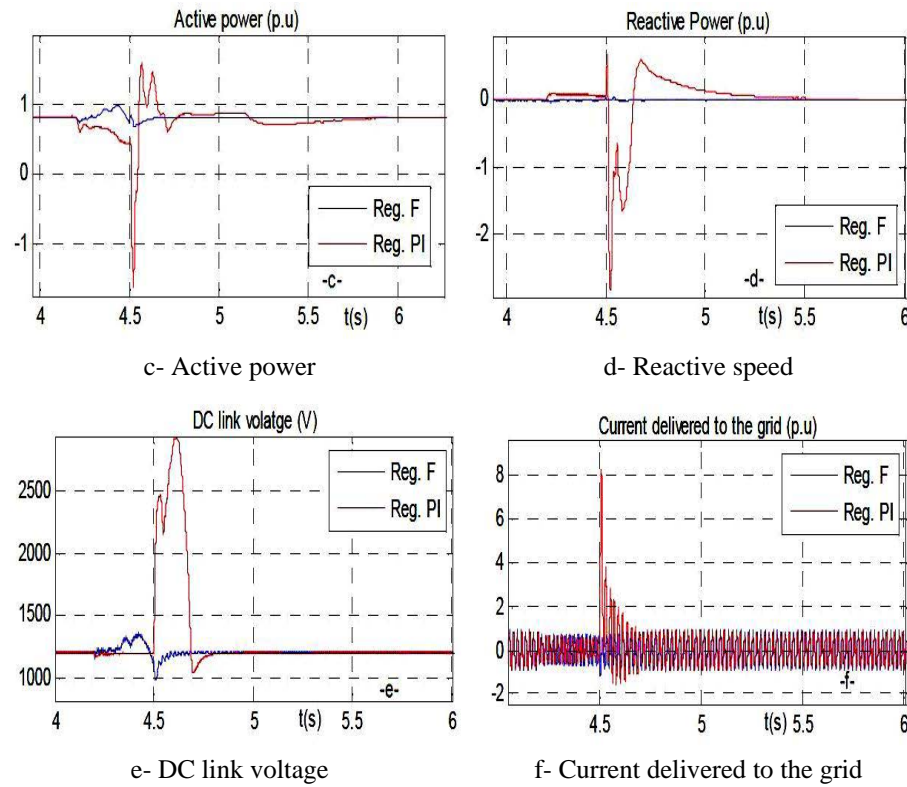 Active power (p.u)
1
0
-1
Reg. F
Reg. PI
-c-
4 4.5 5 t(s) 5.5 6
c- Active power
Reactive Power (p.u)
0
-1
-2
Reg. F
Reg. PI
-d-
4 4.5 5 t(s) 5.5 6
d- Reactive speed
DC link volatge (V)
2500
2000
1500
1000
Reg. F
Reg. PI
-e-
4 4.5 5 t(s) 5.5 6
e- DC link voltage
Current delivered to the grid (p.u)
8
6
4
2
0
-2
Reg. F
Reg. PI
-f-
4.5 5 t(s) 5.5 6
f- Current delivered to the grid